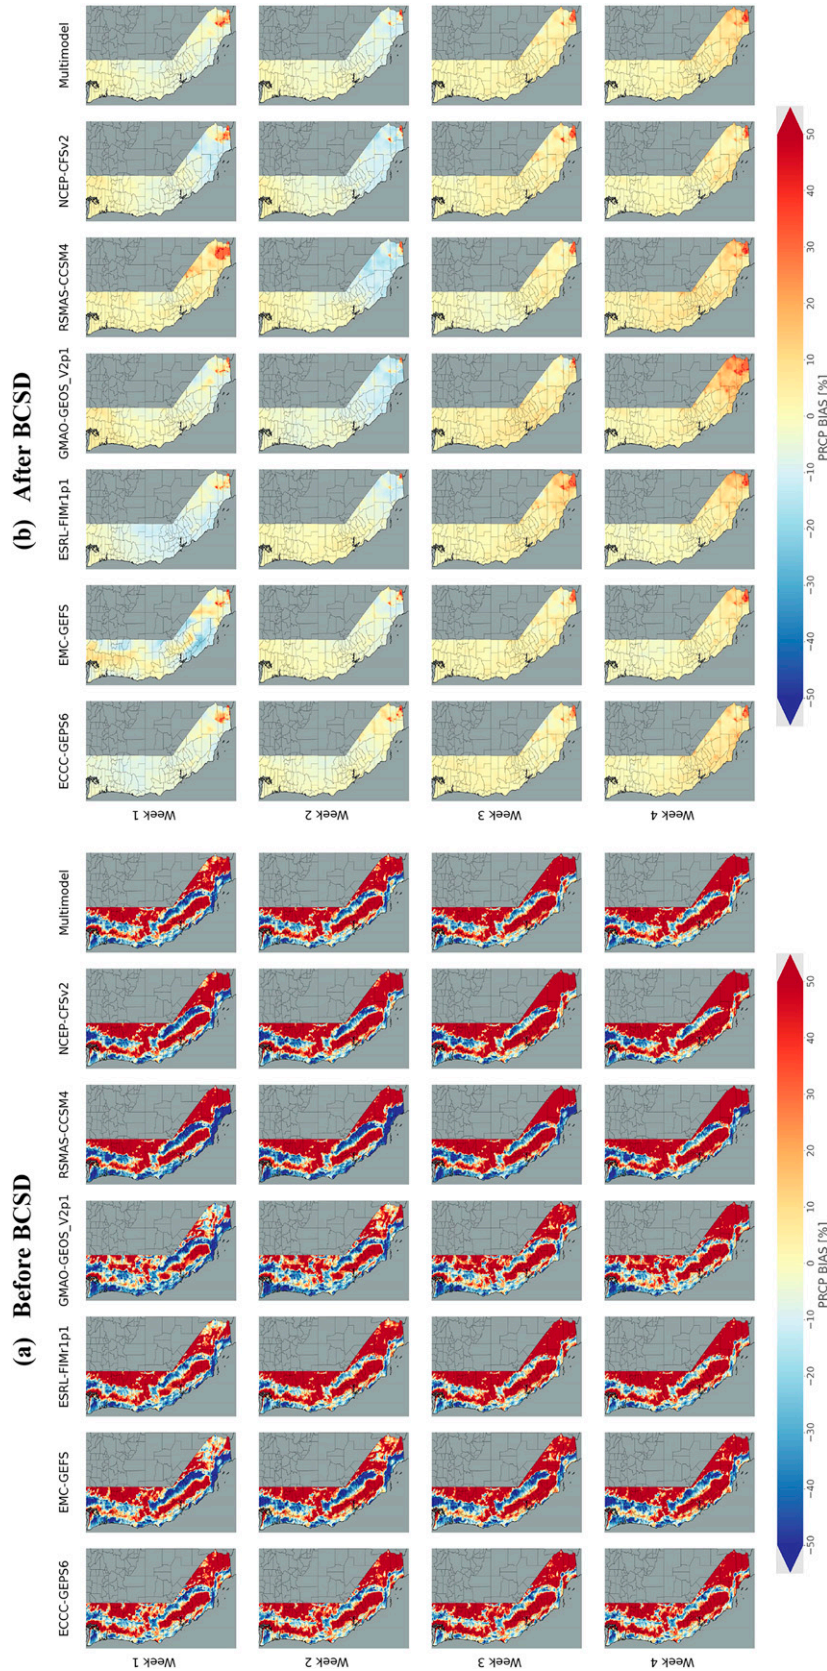 (a) Before BCSD
ECCC-GEPS6 EMC-GEFS ESRL-FIMr1p1 GMAO-GEOS_V2p1 RSMAS-CCSM4 NCEP-CFSv2 Multimodel
Week 1
Week 2
Week 3
Week 4
−50 −40 −30 −20 −10 0 10 20 30 40 50
PRCP BIAS [%]
(b) After BCSD
ECCC-GEPS6 EMC-GEFS ESRL-FIMr1p1 GMAO-GEOS_V2p1 RSMAS-CCSM4 NCEP-CFSv2 Multimodel
Week 1
Week 2
Week 3
Week 4
−50 −40 −30 −20 −10 0 10 20 30 40 50
PRCP BIAS [%]